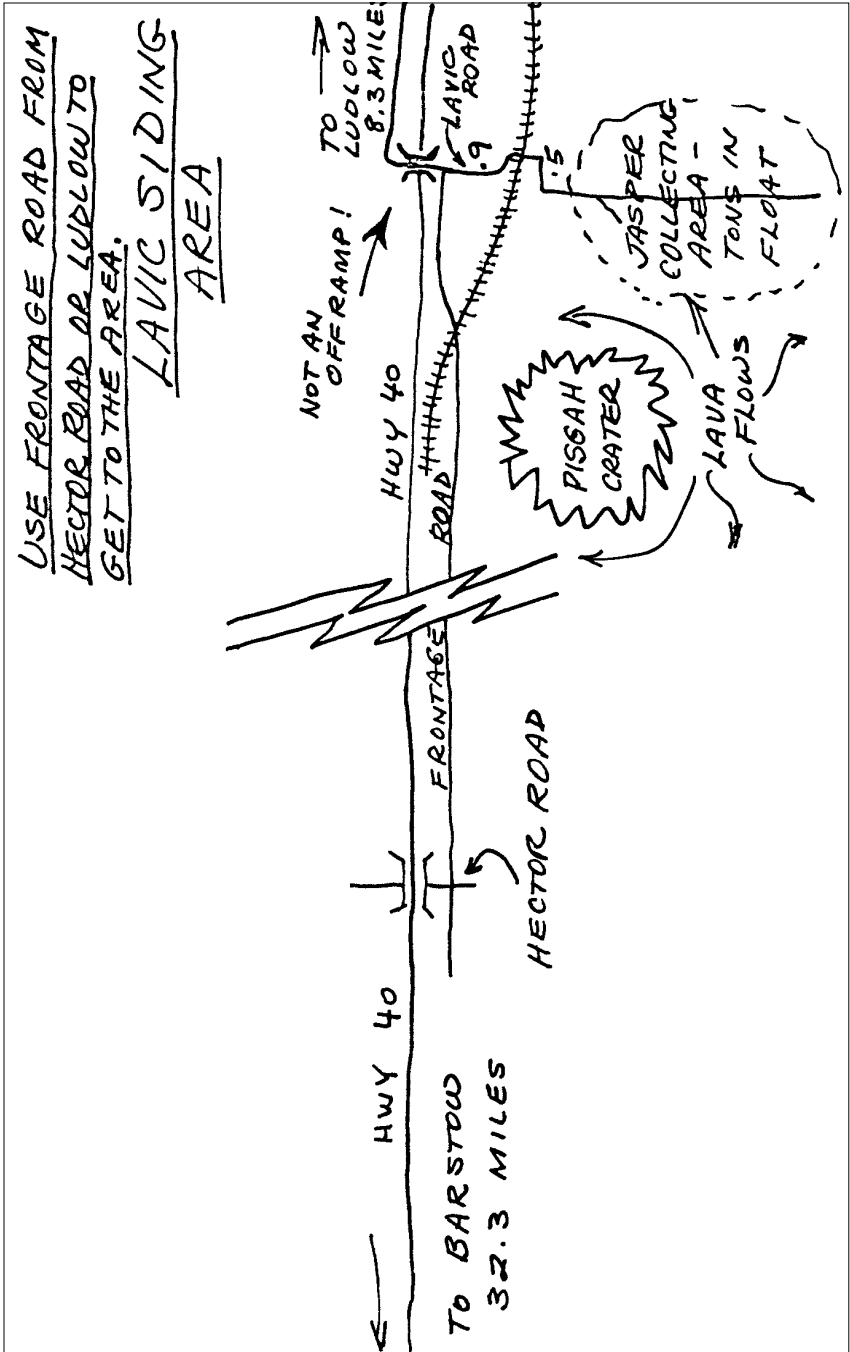 USE FRONTAGE ROAD FROM
HECTOR ROAD OR LUDLOW TO
GET TO THE AREA.
LAVIC SIDING
AREA
TO
LUDLOW
8.3 MILES
NOT AN
OFFRAMP!
LAVIC
ROAD
.9
.5
HWY 40
HWY 40
FRONTAGE ROAD
JASPER
COLLECTING
AREA -
TONS IN
FLOAT
PISGAH
CRATER
LAVA
FLOWS
HECTOR ROAD
TO BARSTOW
32.3 MILES